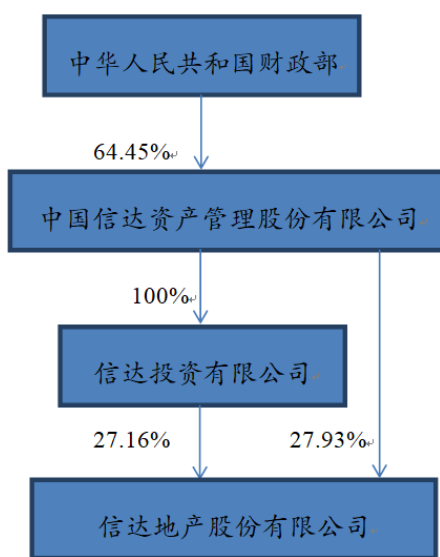 中华人民共和国财政部
64.45%
中国信达资产管理股份有限公司
100%
信达投资有限公司
27.16%
27.93%
信达地产股份有限公司